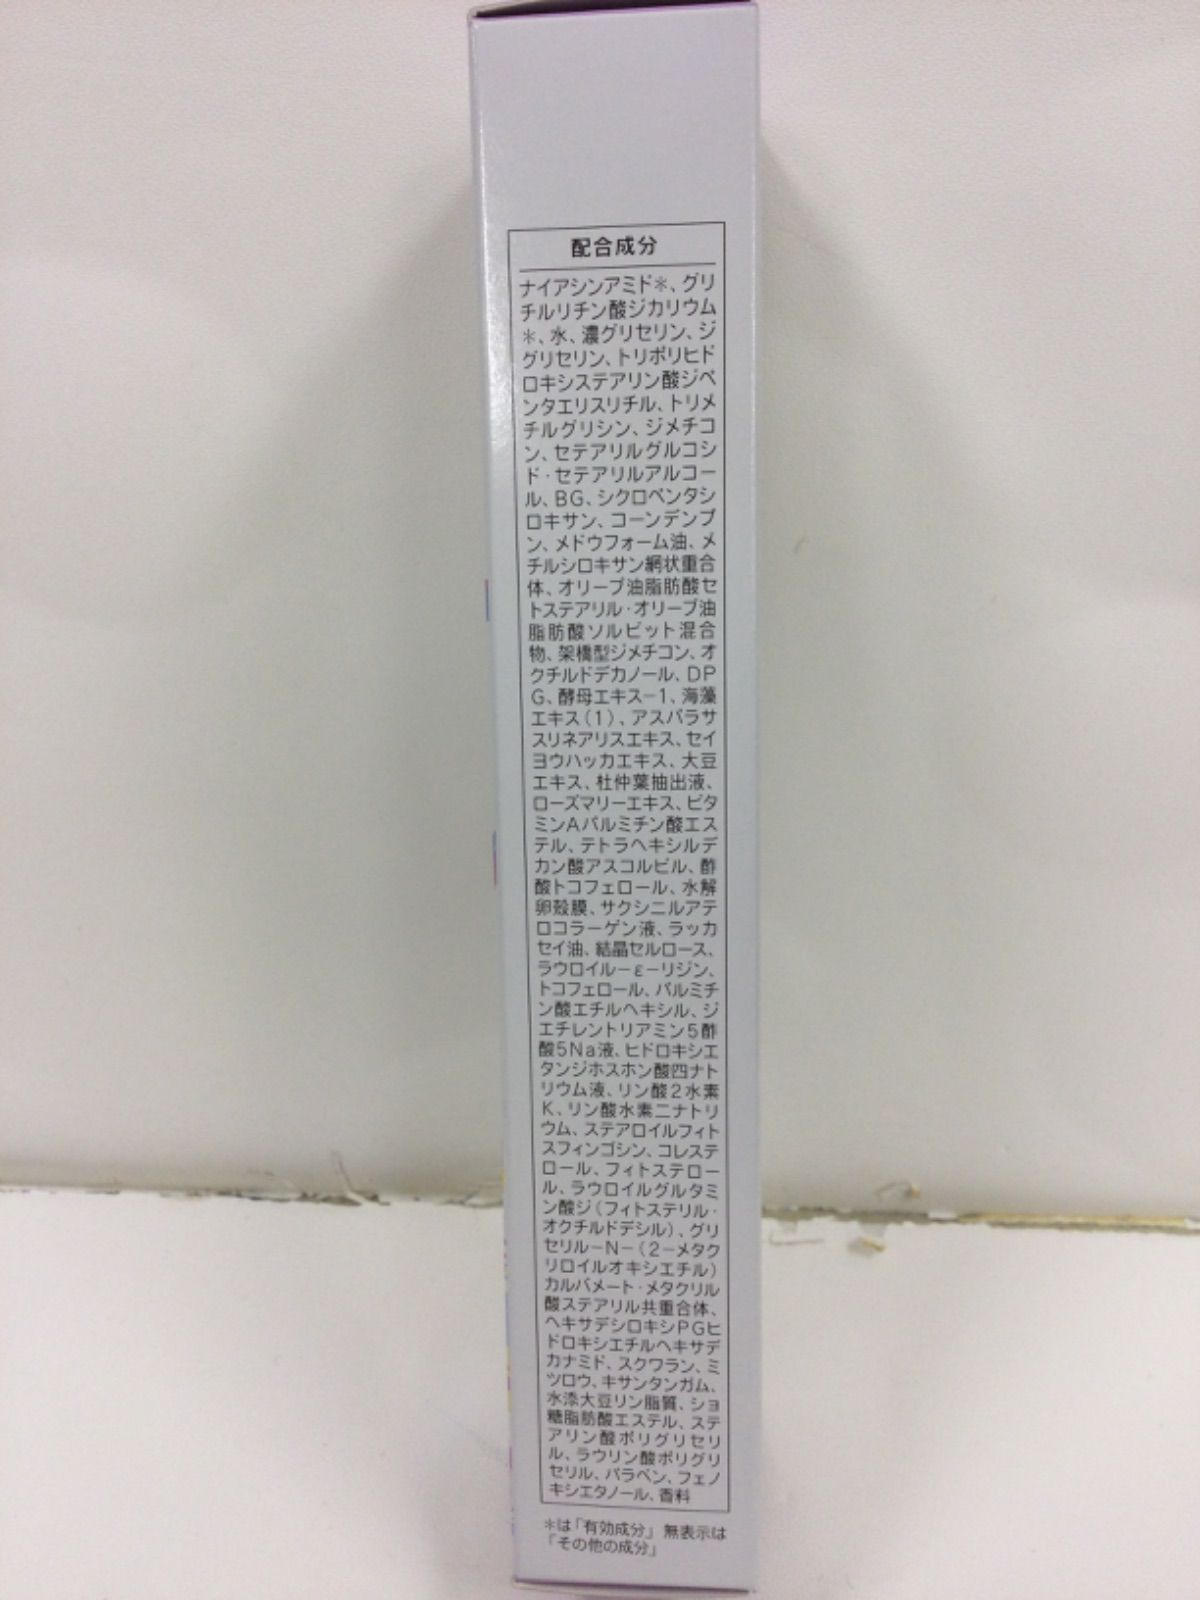 配合成分
ナイアシンアミド＊、グリ
チルリチン酸ジカリウム
＊、水、濃グリセリン、ジ
グリセリン、トリポリヒド
ロキシステアリン酸ジペ
ンタエリスリチル、トリメ
チルグリシン、ジメチコ
ン、セテアリルグルコシ
ド・セテアリルアルコー
ル、BG、シクロペンタシ
ロキサン、コーンデンプ
ン、メドウフォーム油、メ
チルシロキサン網状重合
体、オリーブ油脂肪酸セ
トステアリル・オリーブ油
脂肪酸ソルビット混合
物、架橋型ジメチコン、オ
クチルドデカノール、DP
G、酵母エキス－1、海藻
エキス（1）、アスパラサ
スリネアリスエキス、セイ
ヨウハッカエキス、大豆
エキス、杜仲葉抽出液、
ローズマリーエキス、ビタ
ミンAパルミチン酸エス
テル、テトラヘキシルデ
カン酸アスコルビル、酢
酸トコフェロール、水解
卵殻膜、サクシニルアテ
ロコラーゲン液、ラッカ
セイ油、結晶セルロース、
ラウロイル－ε－リジン、
トコフェロール、パルミチ
ン酸エチルヘキシル、ジ
エチレントリアミン5酢
酸5Na液、ヒドロキシエ
タンジホスホン酸四ナト
リウム液、リン酸2水素
K、リン酸水素二ナトリ
ウム、ステアロイルフィト
スフィンゴシン、コレステ
ロール、フィトステロー
ル、ラウロイルグルタミ
ン酸ジ（フィトステリル・
オクチルドデシル）、グリ
セリル－N－（2－メタク
リロイルオキシエチル）
カルバメート・メタクリル
酸ステアリル共重合体、
ヘキサデシロキシPGヒ
ドロキシエチルヘキサデ
カナミド、スクワラン、ミ
ツロウ、キサンタンガム、
水添大豆リン脂質、ショ
糖脂肪酸エステル、ステ
アリン酸ポリグリセリ
ル、ラウリン酸ポリグリ
セリル、パラベン、フェノ
キシエタノール、香料
＊は「有効成分」 無表示は
「その他の成分」